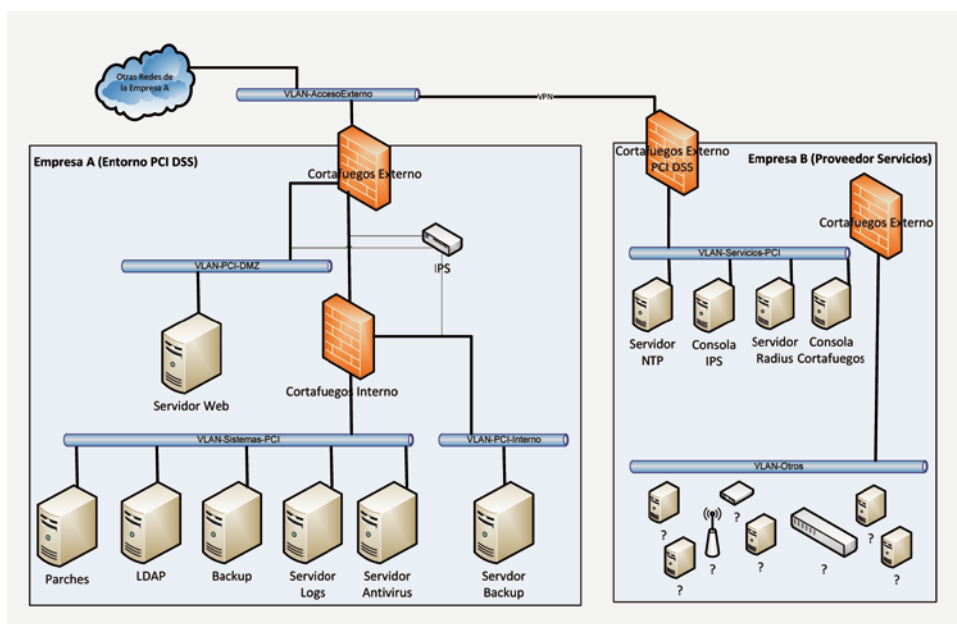 Otras Redes de
la Empresa A
VLAN-AccesoExterno
VPN
Empresa A (Entorno PCI DSS)
Cortafuegos Externo
Cortafuegos Externo
PCI DSS
Empresa B (Proveedor Servicios)
Cortafuegos Externo
IPS
VLAN-PCI-DMZ
VLAN-Servicios-PCI
Servidor Web
Cortafuegos Interno
Servidor
NTP
Consola
IPS
Servidor
Radius
Consola
Cortafuegos
VLAN-Sistemas-PCI
VLAN-PCI-Interno
VLAN-Otros
Parches
LDAP
Backup
Servidor
Logs
Servidor
Antivirus
Servdor
Backup
?
?
?
?
?
?
?
?